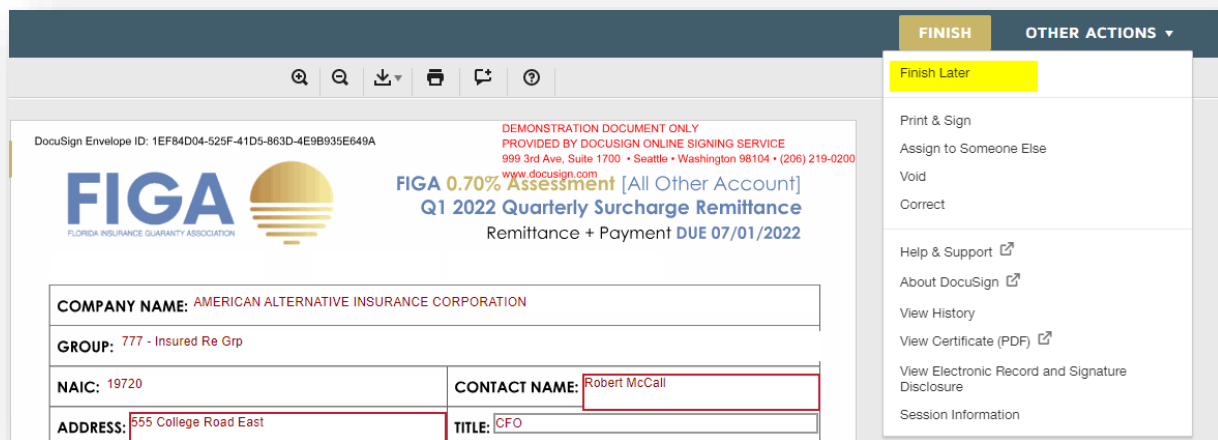 FINISH
OTHER ACTIONS
Finish Later
Print & Sign
Assign to Someone Else
Void
Correct
Help & Support
About DocuSign
View History
View Certificate (PDF)
View Electronic Record and Signature
Disclosure
Session Information
DocuSign Envelope ID: 1EF84D04-525F-41D5-863D-4E9B935E649A
DEMONSTRATION DOCUMENT ONLY
PROVIDED BY DOCUSIGN ONLINE SIGNING SERVICE
999 3rd Ave, Suite 1700 • Seattle • Washington 98104 • (206) 219-0200
www.docusign.com
FIGA
FLORIDA INSURANCE GUARANTY ASSOCIATION
FIGA 0.70% Assessment [All Other Account]
Q1 2022 Quarterly Surcharge Remittance
Remittance + Payment DUE 07/01/2022
COMPANY NAME: AMERICAN ALTERNATIVE INSURANCE CORPORATION
GROUP: 777 - Insured Re Grp
NAIC: 19720
CONTACT NAME: Robert McCall
ADDRESS: 555 College Road East
TITLE: CFO